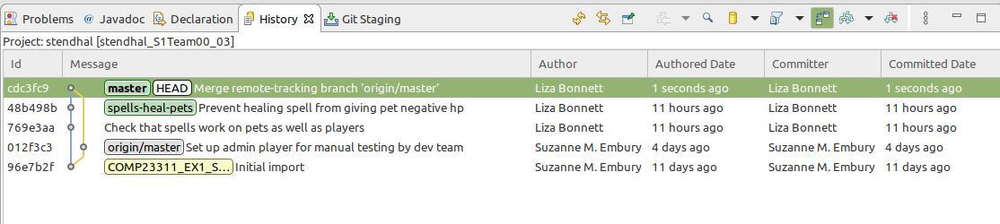 Problems @ Javadoc Declaration History Git Staging
Project: stendhal [stendhal_S1Team00_03]
Id Message Author Authored Date Committer Committed Date
cdc3fc9 master HEAD Merge remote-tracking branch 'origin/master' Liza Bonnett 1 seconds ago Liza Bonnett 1 seconds ago
48b498b spells-heal-pets Prevent healing spell from giving pet negative hp Liza Bonnett 11 hours ago Liza Bonnett 11 hours ago
769e3aa Check that spells work on pets as well as players Liza Bonnett 11 hours ago Liza Bonnett 11 hours ago
012f3c3 origin/master Set up admin player for manual testing by dev team Suzanne M. Embury 4 days ago Suzanne M. Embury 4 days ago
96e7b2f COMP23311_EX1_S... Initial import Suzanne M. Embury 11 days ago Suzanne M. Embury 11 days ago